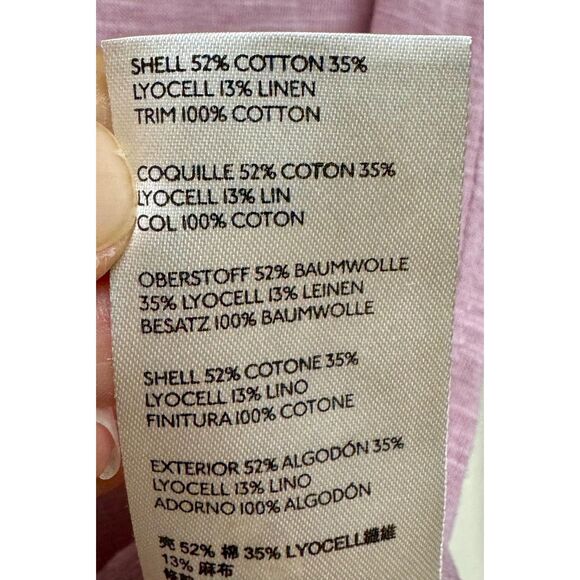 SHELL 52% COTTON 35%
LYOCELL 13% LINEN
TRIM 100% COTTON
COQUILLE 52% COTON 35%
LYOCELL 13% LIN
COL 100% COTON
OBERSTOFF 52% BAUMWOLLE
35% LYOCELL 13% LEINEN
BESATZ 100% BAUMWOLLE
SHELL 52% COTONE 35%
LYOCELL 13% LINO
FINITURA 100% COTONE
EXTERIOR 52% ALGODÓN 35%
LYOCELL 13% LINO
ADORNO 100% ALGODÓN
壳 52% 棉 35% LYOCELL纖維
13% 麻布